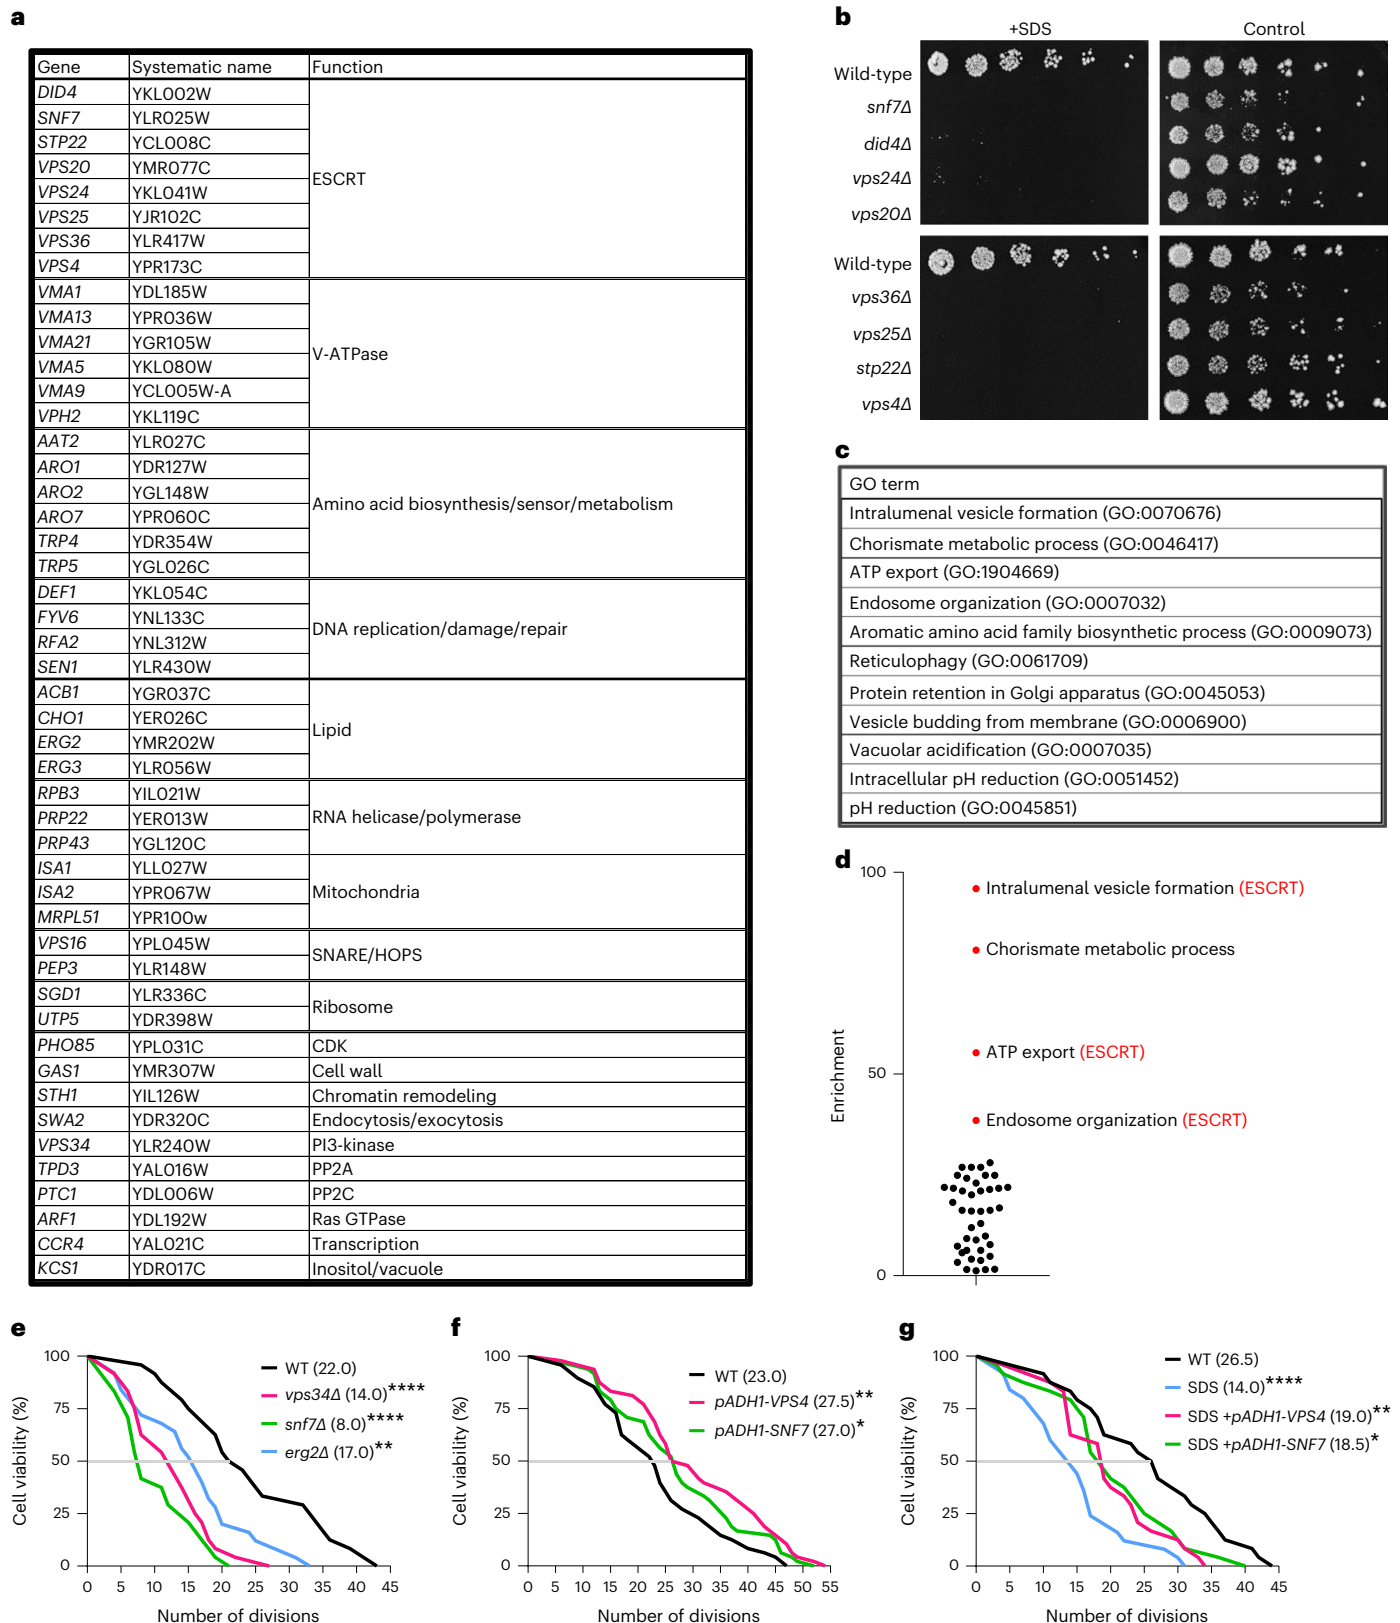 a
Gene Systematic name Function
DID4 YKL002W
SNF7 YLR025W
STP22 YCL008C
VPS20 YMR077C
ESCRT
VPS24 YKL041W
VPS25 YJR102C
VPS36 YLR417W
VPS4 YPR173C
VMA1 YDL185W
VMA13 YPR036W
VMA21 YGR105W
V-ATPase
VMA5 YKL080W
VMA9 YCL005W-A
VPH2 YKL119C
AAT2 YLR027C
ARO1 YDR127W
ARO2 YGL148W
Amino acid biosynthesis/sensor/metabolism
ARO7 YPR060C
TRP4 YDR354W
TRP5 YGL026C
DEF1 YKL054C
FYV6 YNL133C
DNA replication/damage/repair
RFA2 YNL312W
SEN1 YLR430W
ACB1 YGR037C
CHO1 YER026C
Lipid
ERG2 YMR202W
ERG3 YLR056W
RPB3 YIL021W
PRP22 YER013W RNA helicase/polymerase
PRP43 YGL120C
ISA1 YLL027W
ISA2 YPR067W Mitochondria
MRPL51 YPR100w
VPS16 YPL045W
SNARE/HOPS
PEP3 YLR148W
SGD1 YLR336C
Ribosome
UTP5 YDR398W
PHO85 YPL031C CDK
GAS1 YMR307W Cell wall
STH1 YIL126W Chromatin remodeling
SWA2 YDR320C Endocytosis/exocytosis
VPS34 YLR240W PI3-kinase
TPD3 YAL016W PP2A
PTC1 YDL006W PP2C
ARF1 YDL192W Ras GTPase
CCR4 YAL021C Transcription
KCS1 YDR017C Inositol/vacuole
b
+SDS Control
Wild-type
snf7Δ
did4Δ
vps24Δ
vps20Δ
Wild-type
vps36Δ
vps25Δ
stp22Δ
vps4Δ
c
GO term
Intralumenal vesicle formation (GO:0070676)
Chorismate metabolic process (GO:0046417)
ATP export (GO:1904669)
Endosome organization (GO:0007032)
Aromatic amino acid family biosynthetic process (GO:0009073)
Reticulophagy (GO:0061709)
Protein retention in Golgi apparatus (GO:0045053)
Vesicle budding from membrane (GO:0006900)
Vacuolar acidification (GO:0007035)
Intracellular pH reduction (GO:0051452)
pH reduction (GO:0045851)
d
100
Intralumenal vesicle formation (ESCRT)
Chorismate metabolic process
ATP export (ESCRT)
50
Endosome organization (ESCRT)
0
Enrichment
e
100
75
50
25
0
Cell viability (%)
WT (22.0)
vps34Δ (14.0)****
snf7Δ (8.0)****
erg2Δ (17.0)**
0 5 10 15 20 25 30 35 40 45
Number of divisions
f
100
75
50
25
0
Cell viability (%)
WT (23.0)
pADH1-VPS4 (27.5)**
pADH1-SNF7 (27.0)*
0 5 10 15 20 25 30 35 40 45 50 55
Number of divisions
g
100
75
50
25
0
Cell viability (%)
WT (26.5)
SDS (14.0)****
SDS +pADH1-VPS4 (19.0)**
SDS +pADH1-SNF7 (18.5)*
0 5 10 15 20 25 30 35 40 45
Number of divisions